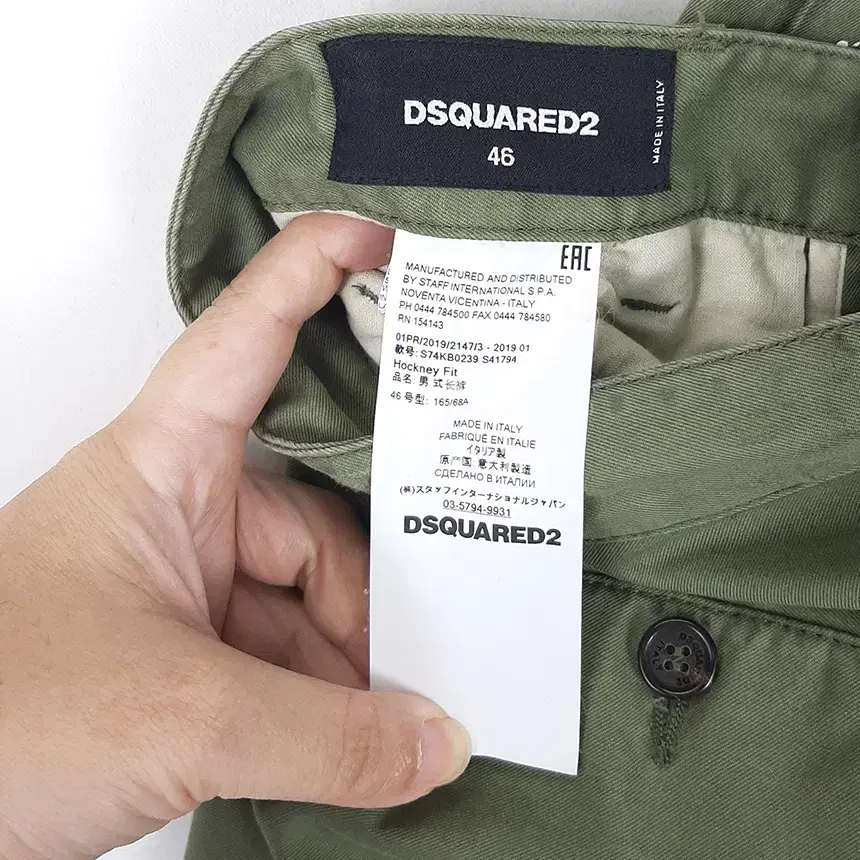 DSQUARED2
46
MADE IN ITALY
EAC
MANUFACTURED AND DISTRIBUTED
BY STAFF INTERNATIONAL S.P.A.
NOVENTA VICENTINA - ITALY
PH 0444 784500 FAX 0444 784580
RN 154143
01PR/2019/2147/3 - 2019 01
款号: S74KB0239 S41794
Hockney Fit
品名: 男 式长裤
46 号型: 165/68A
MADE IN ITALY
FABRIQUÉ EN ITALIE
イタリア製
原产国: 意大利製造
СДЕЛАНО В ИТАЛИИ
(株)スタッフインターナショナルジャパン
03-5794-9931
DSQUARED2
DSQUARED2
ITALY